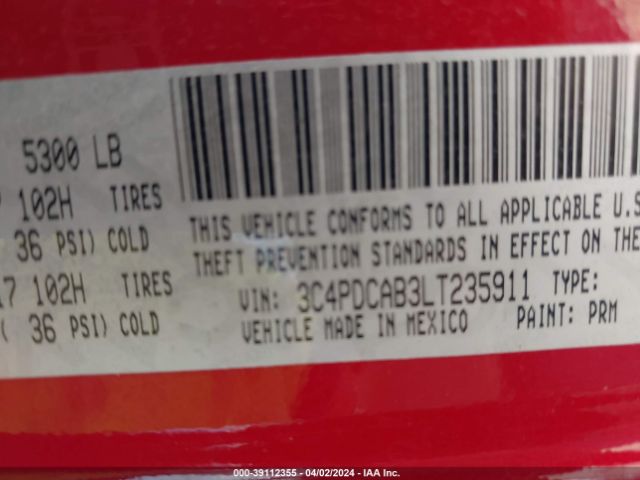 5300 LB
102H TIRES
36 PSI) COLD
17 102H
( 36 PSI) COLD
THIS VEHICLE CONFORMS TO ALL APPLICABLE U.S
THEFT PREVENTION STANDARDS IN EFFECT ON THE
VIN: 3C4PDCAB3LT235911 TYPE:
VEHICLE MADE IN MEXICO PAINT: PRM
000-39112355 - 04/02/2024 - IAA Inc.